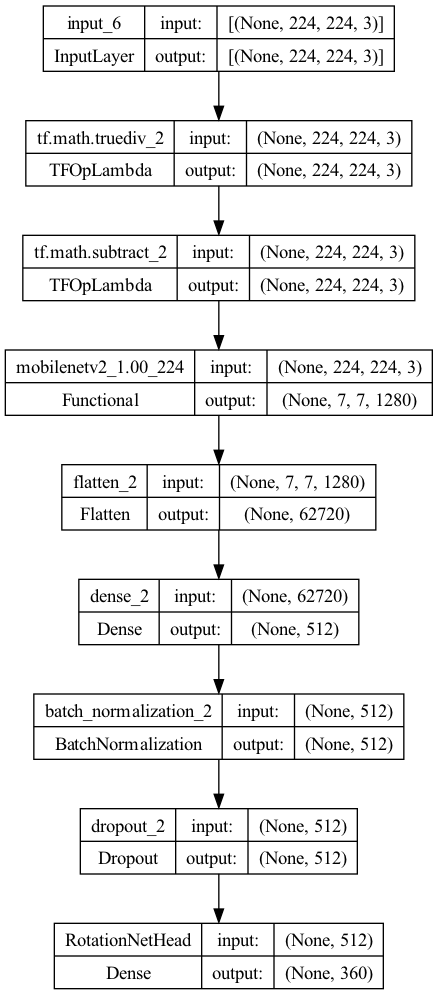 input_6 input: [(None, 224, 224, 3)]
InputLayer output: [(None, 224, 224, 3)]
tf.math.truediv_2 input: (None, 224, 224, 3)
TFOpLambda output: (None, 224, 224, 3)
tf.math.subtract_2 input: (None, 224, 224, 3)
TFOpLambda output: (None, 224, 224, 3)
mobilenetv2_1.00_224 input: (None, 224, 224, 3)
Functional output: (None, 7, 7, 1280)
flatten_2 input: (None, 7, 7, 1280)
Flatten output: (None, 62720)
dense_2 input: (None, 62720)
Dense output: (None, 512)
batch_normalization_2 input: (None, 512)
BatchNormalization output: (None, 512)
dropout_2 input: (None, 512)
Dropout output: (None, 512)
RotationNetHead input: (None, 512)
Dense output: (None, 360)